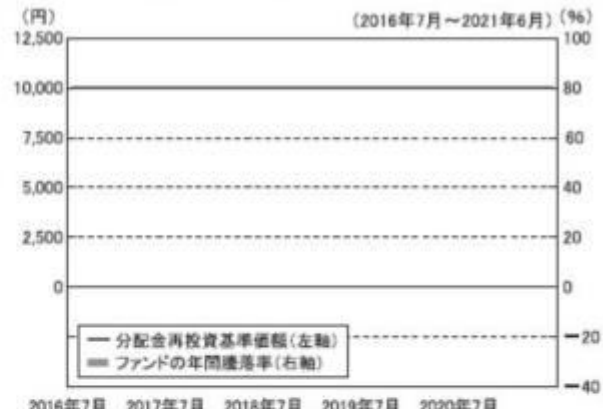 (円) (2016年7月～2021年6月) (%)
12,500 100
10,000 80
7,500 60
5,000 40
2,500 20
0 0
分配金再投資基準価額(左軸) −20
ファンドの年間騰落率(右軸)
−40
2016年7月 2017年7月 2018年7月 2019年7月 2020年7月